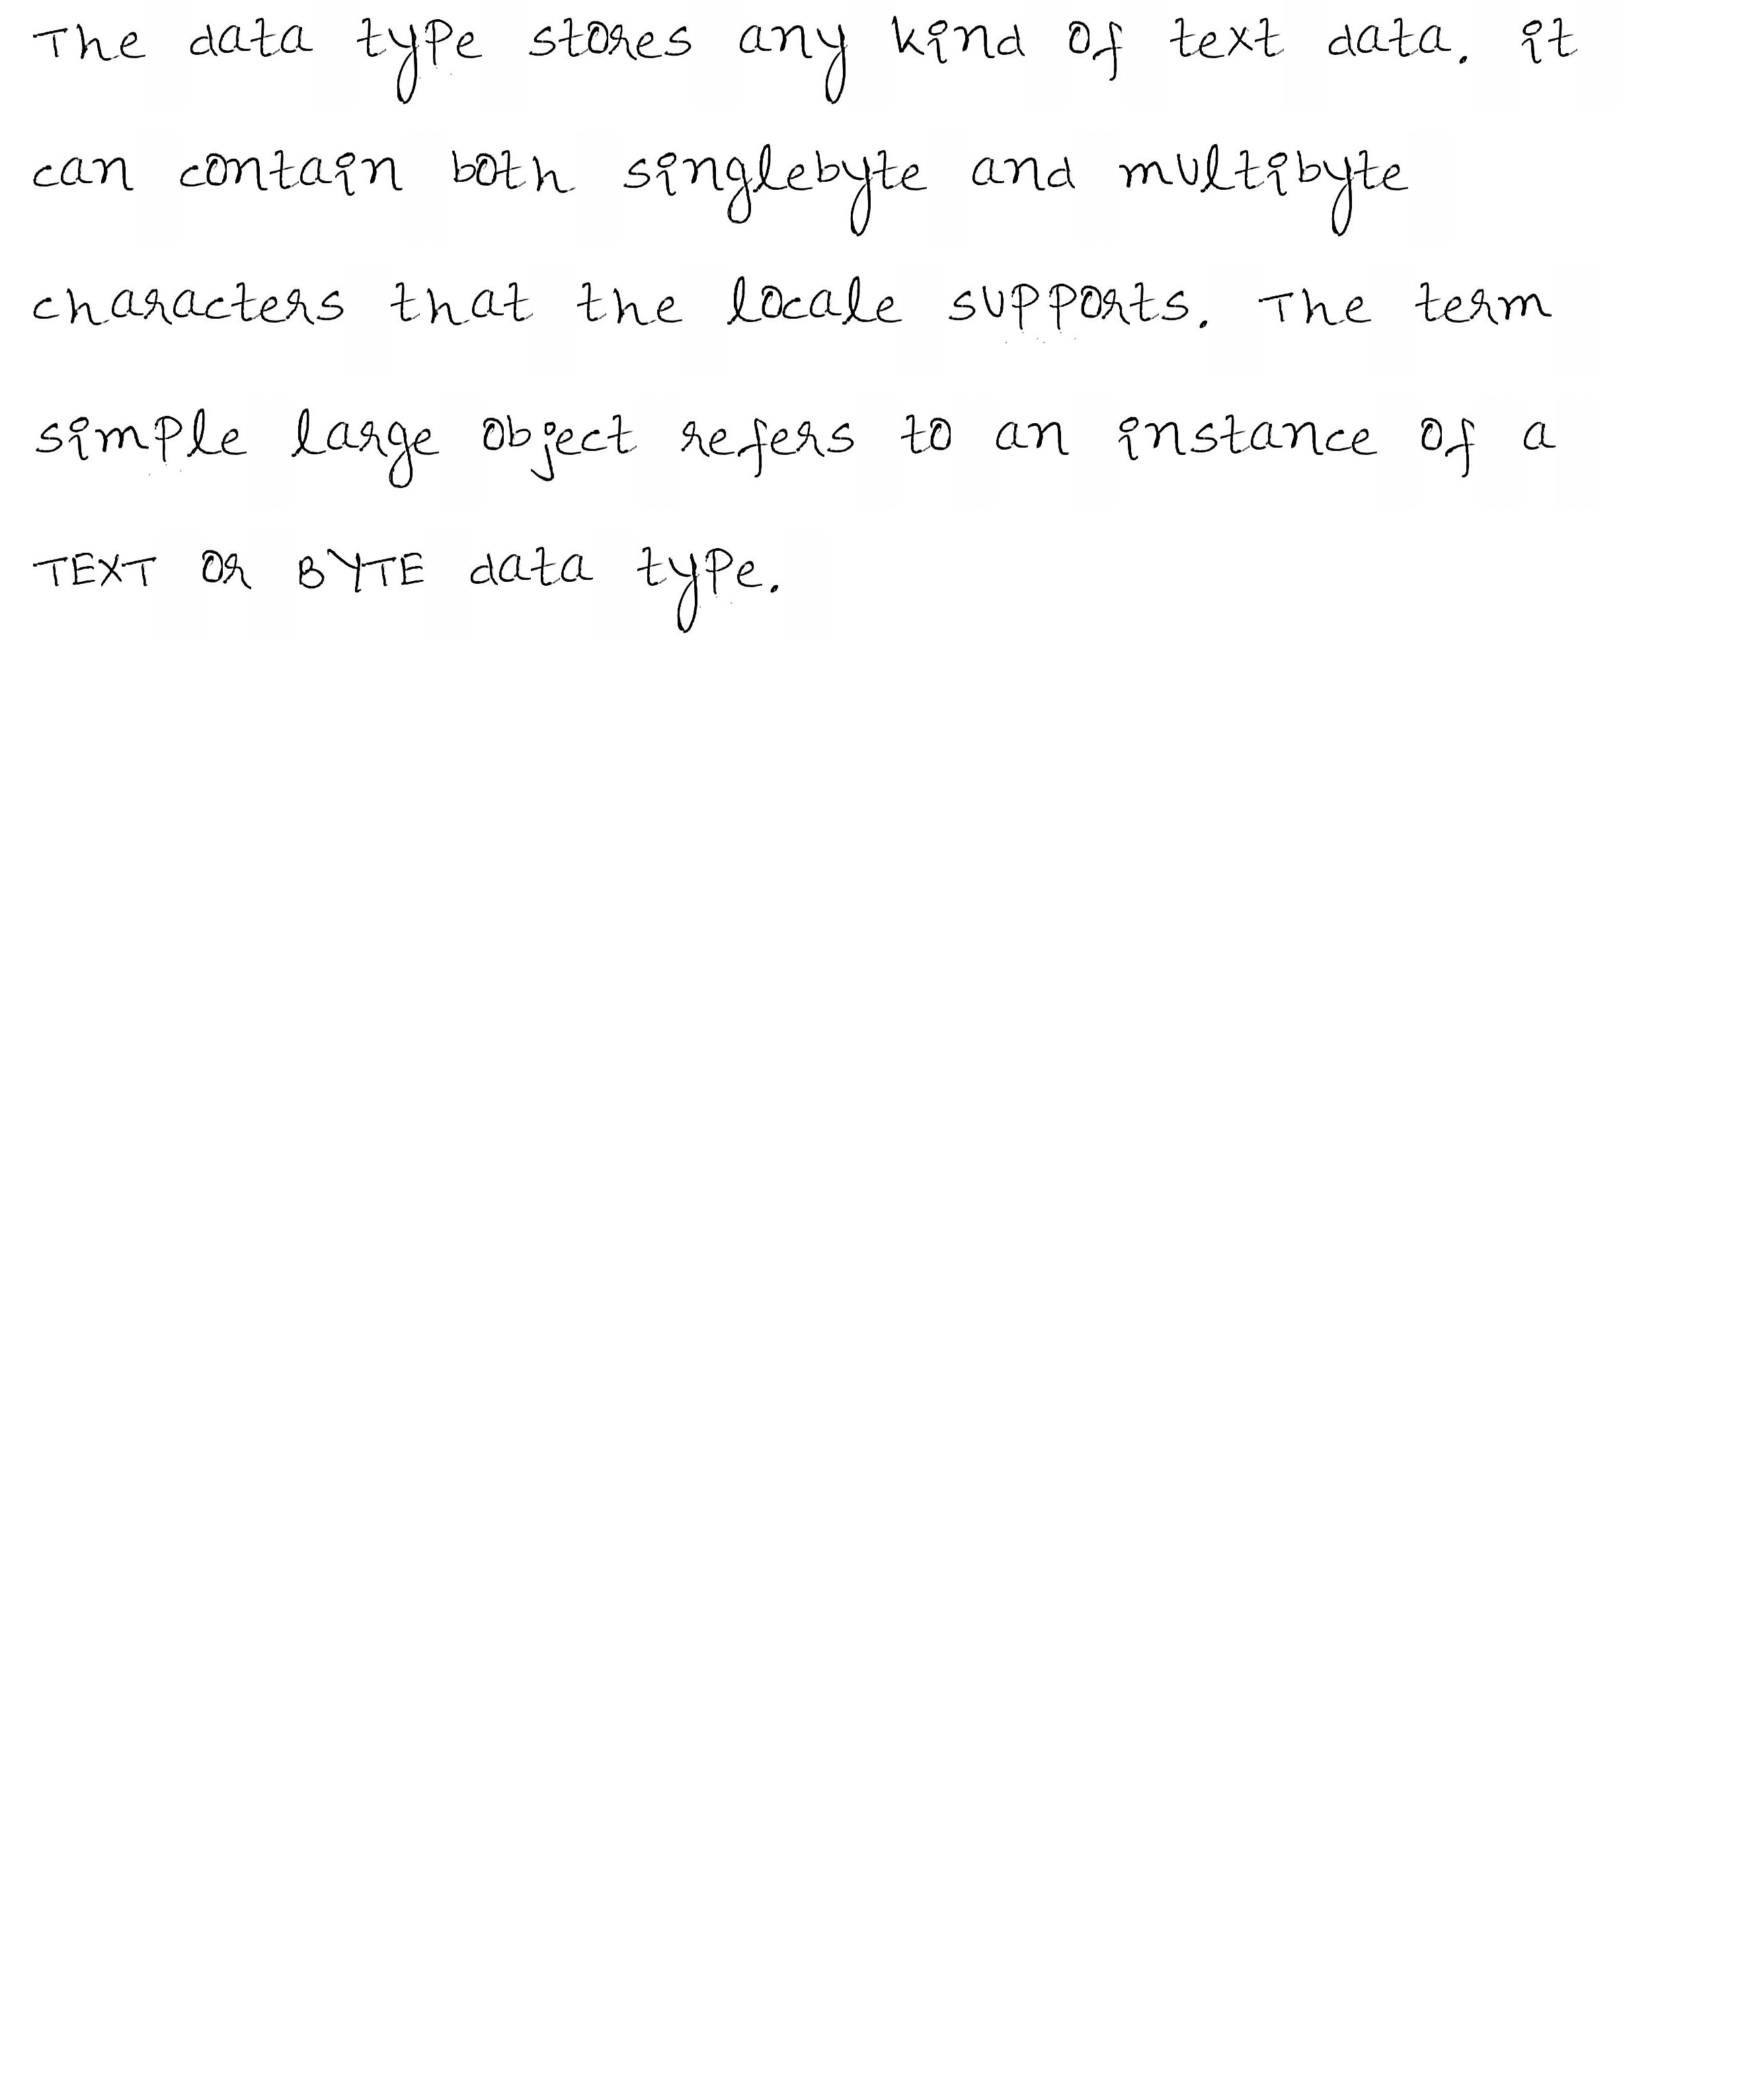 The data type stores any kind of text data. it
can contain both singlebyte and multibyte
characters that the locale supports. The term
simple large object refers to an instance of a
TEXT or BYTE data type.